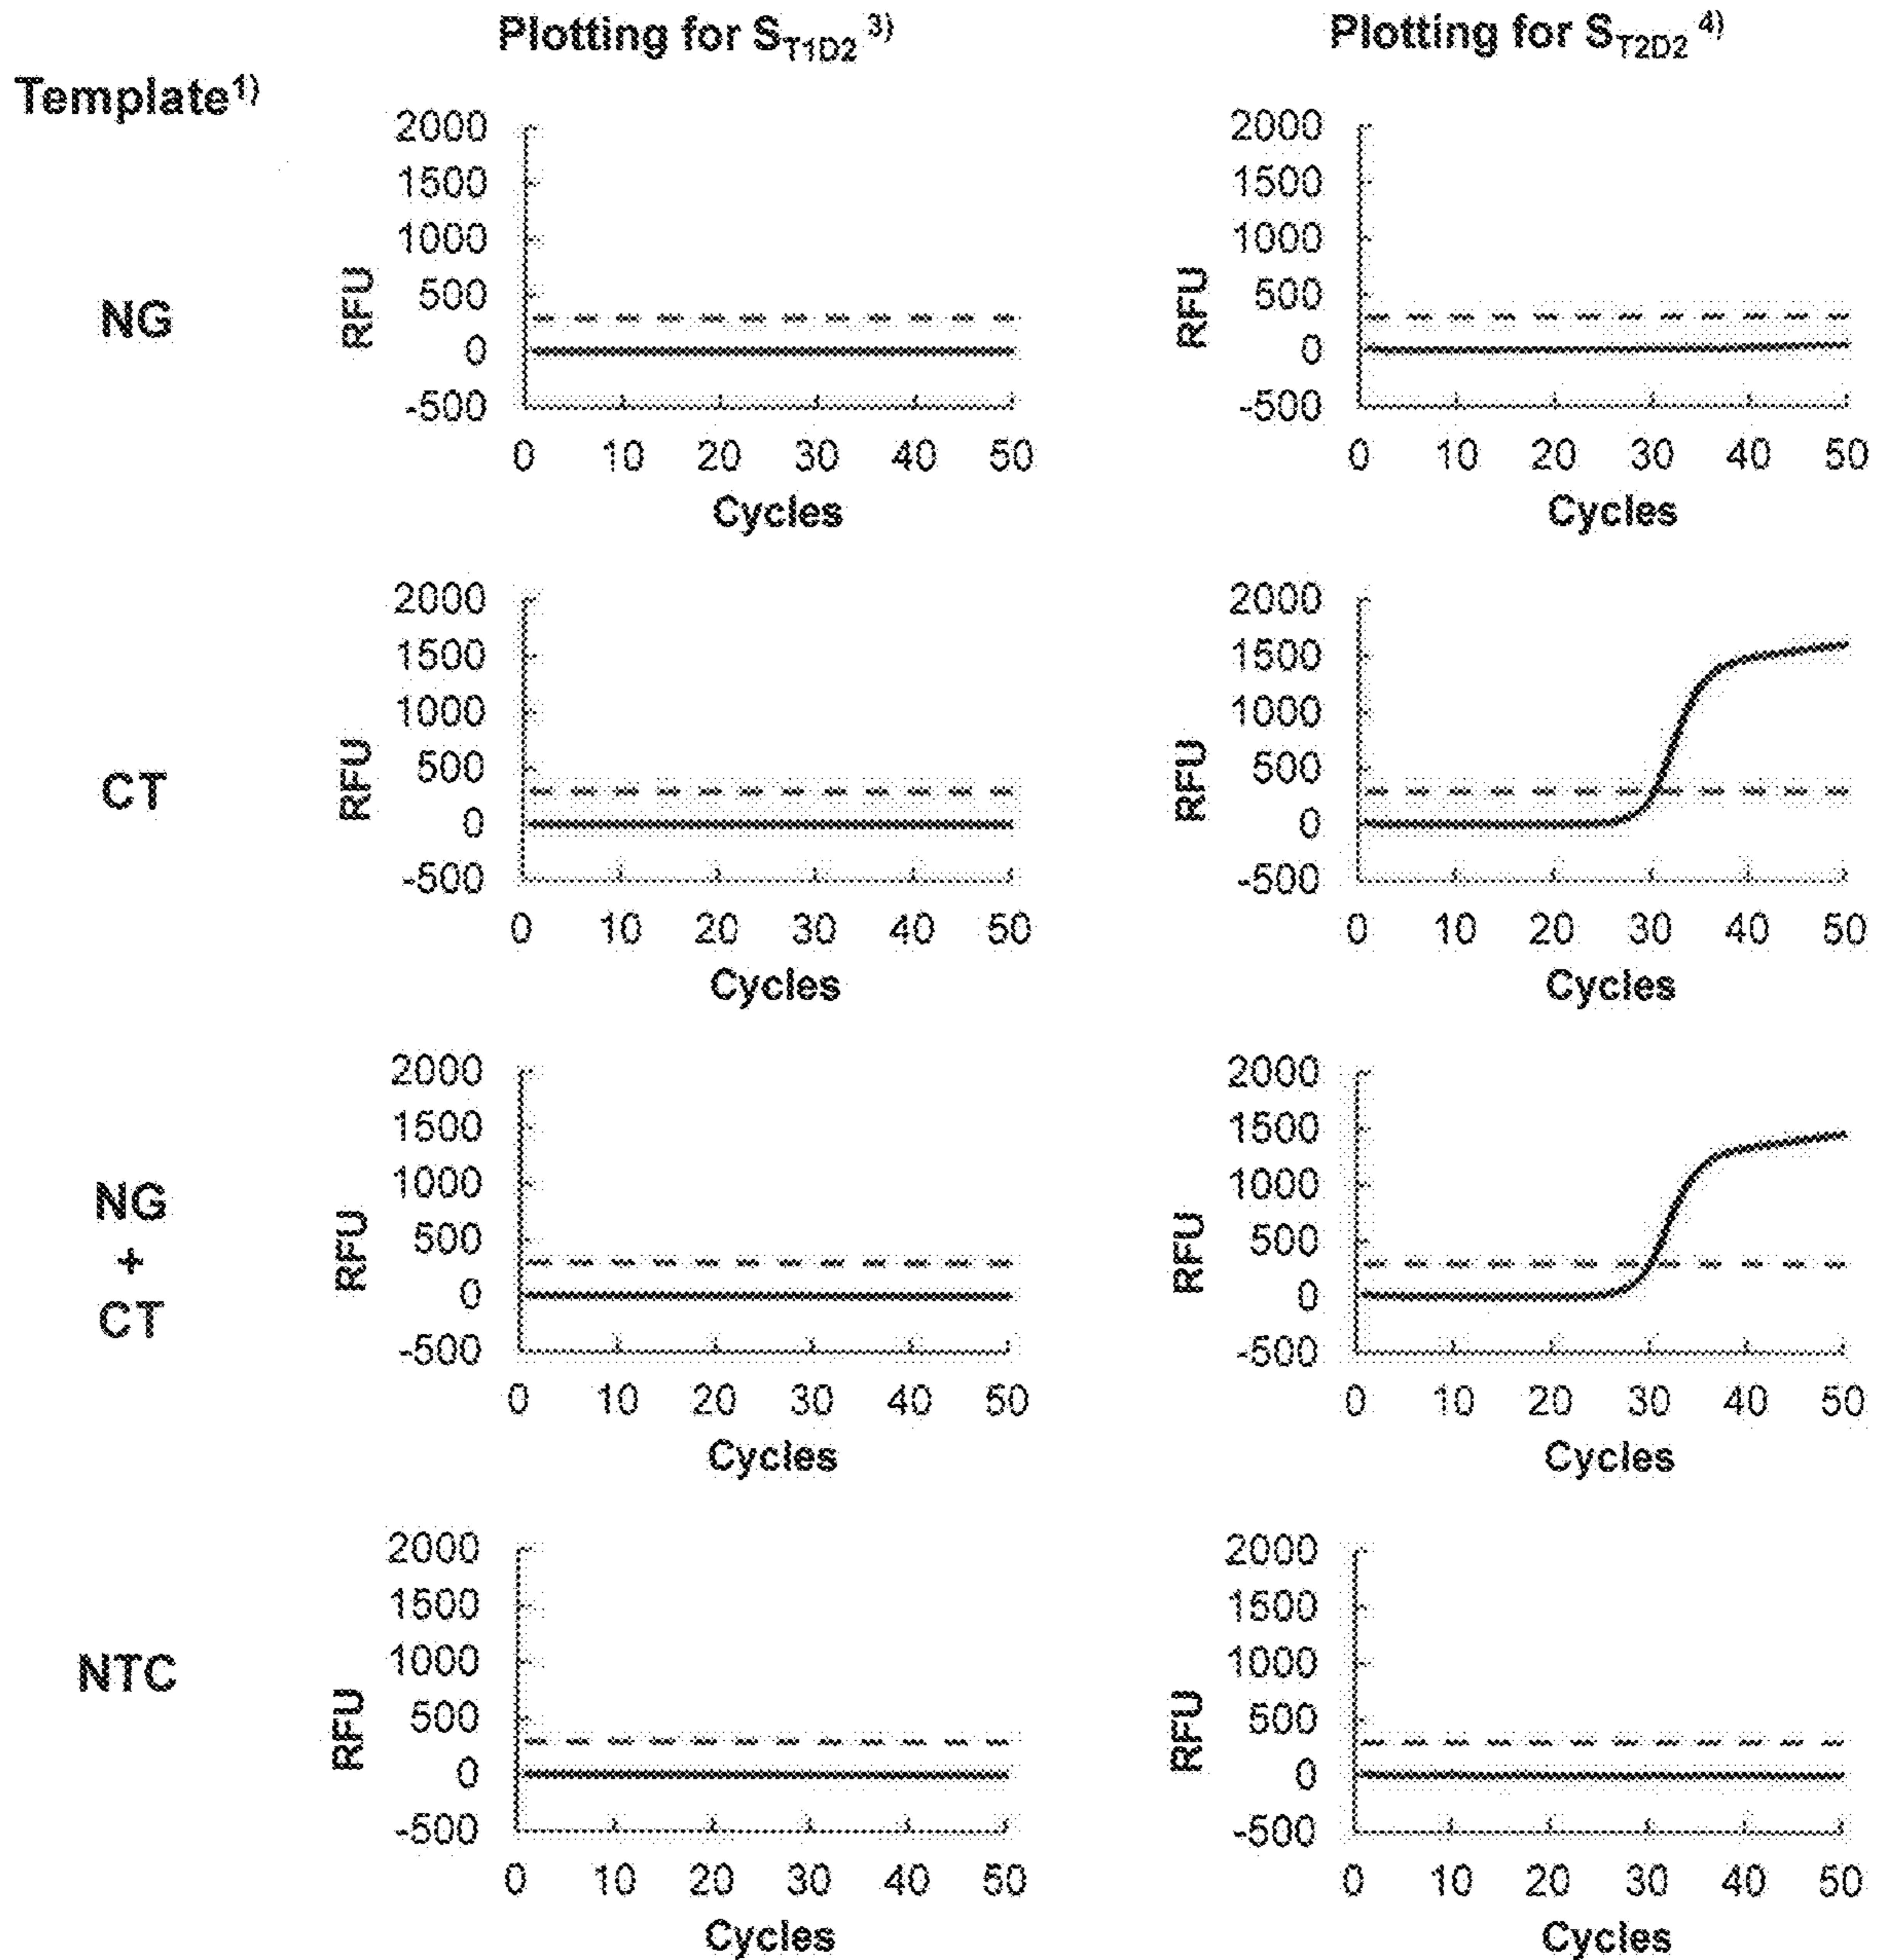 Plotting for S_T1D2 3) Plotting for S_T2D2 4)
Template1)
2000 2000
1500 1500
1000 1000
500 500
NG RFU RFU
0 0
-500 -500
0 10 20 30 40 50 0 10 20 30 40 50
Cycles Cycles
2000 2000
1500 1500
1000 1000
500 500
CT RFU RFU
0 0
-500 -500
0 10 20 30 40 50 0 10 20 30 40 50
Cycles Cycles
2000 2000
1500 1500
1000 1000
NG
500 500
+ RFU RFU
0 0
CT
-500 -500
0 10 20 30 40 50 0 10 20 30 40 50
Cycles Cycles
2000 2000
1500 1500
1000 1000
NTC
500 500
RFU RFU
0 0
-500 -500
0 10 20 30 40 50 0 10 20 30 40 50
Cycles Cycles